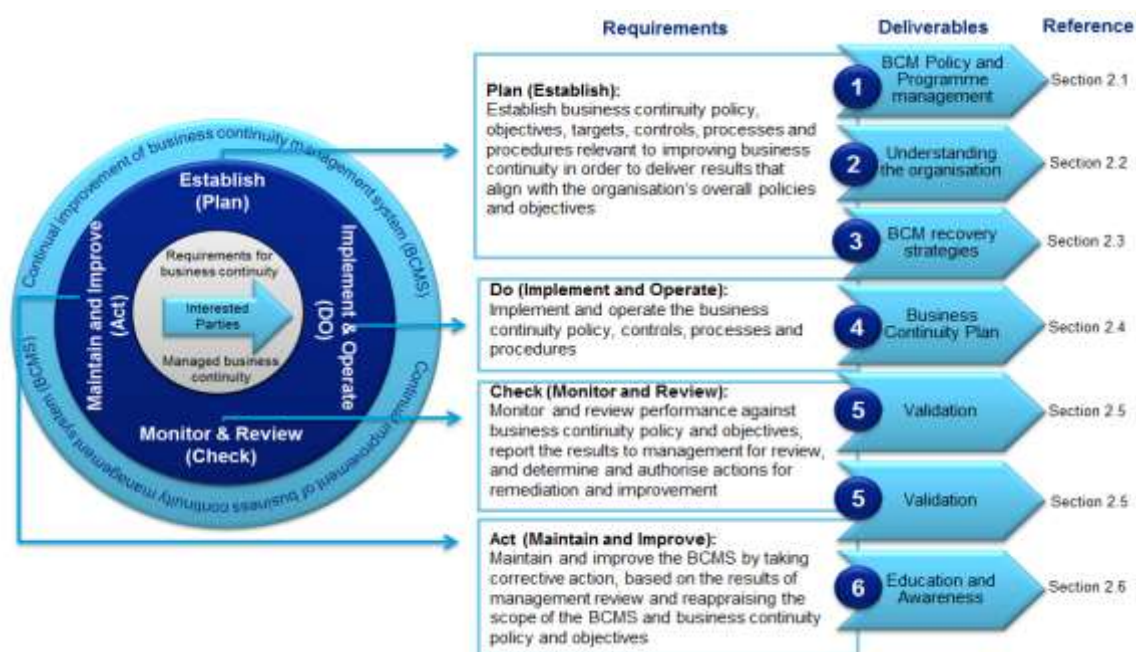 Requirements
Deliverables
Reference
Continual improvement of business continuity management system (BCMS)
Continual improvement of business continuity management system (BCMS)
Establish
(Plan)
Implement & Operate
(DO)
Monitor & Review
(Check)
Maintain and Improve
(Act)
Requirements for
business continuity
Interested
Parties
Managed business
continuity
Plan (Establish):
Establish business continuity policy,
objectives, targets, controls, processes and
procedures relevant to improving business
continuity in order to deliver results that
align with the organisation's overall policies
and objectives
1
BCM Policy and
Programme
management
Section 2.1
2
Understanding
the organisation
Section 2.2
3
BCM recovery
strategies
Section 2.3
Do (Implement and Operate):
Implement and operate the business
continuity policy, controls, processes and
procedures
4
Business
Continuity Plan
Section 2.4
Check (Monitor and Review):
Monitor and review performance against
business continuity policy and objectives,
report the results to management for review,
and determine and authorise actions for
remediation and improvement
5
Validation
Section 2.5
5
Validation
Section 2.5
Act (Maintain and Improve):
Maintain and improve the BCMS by taking
corrective action, based on the results of
management review and reappraising the
scope of the BCMS and business continuity
policy and objectives
6
Education and
Awareness
Section 2.6